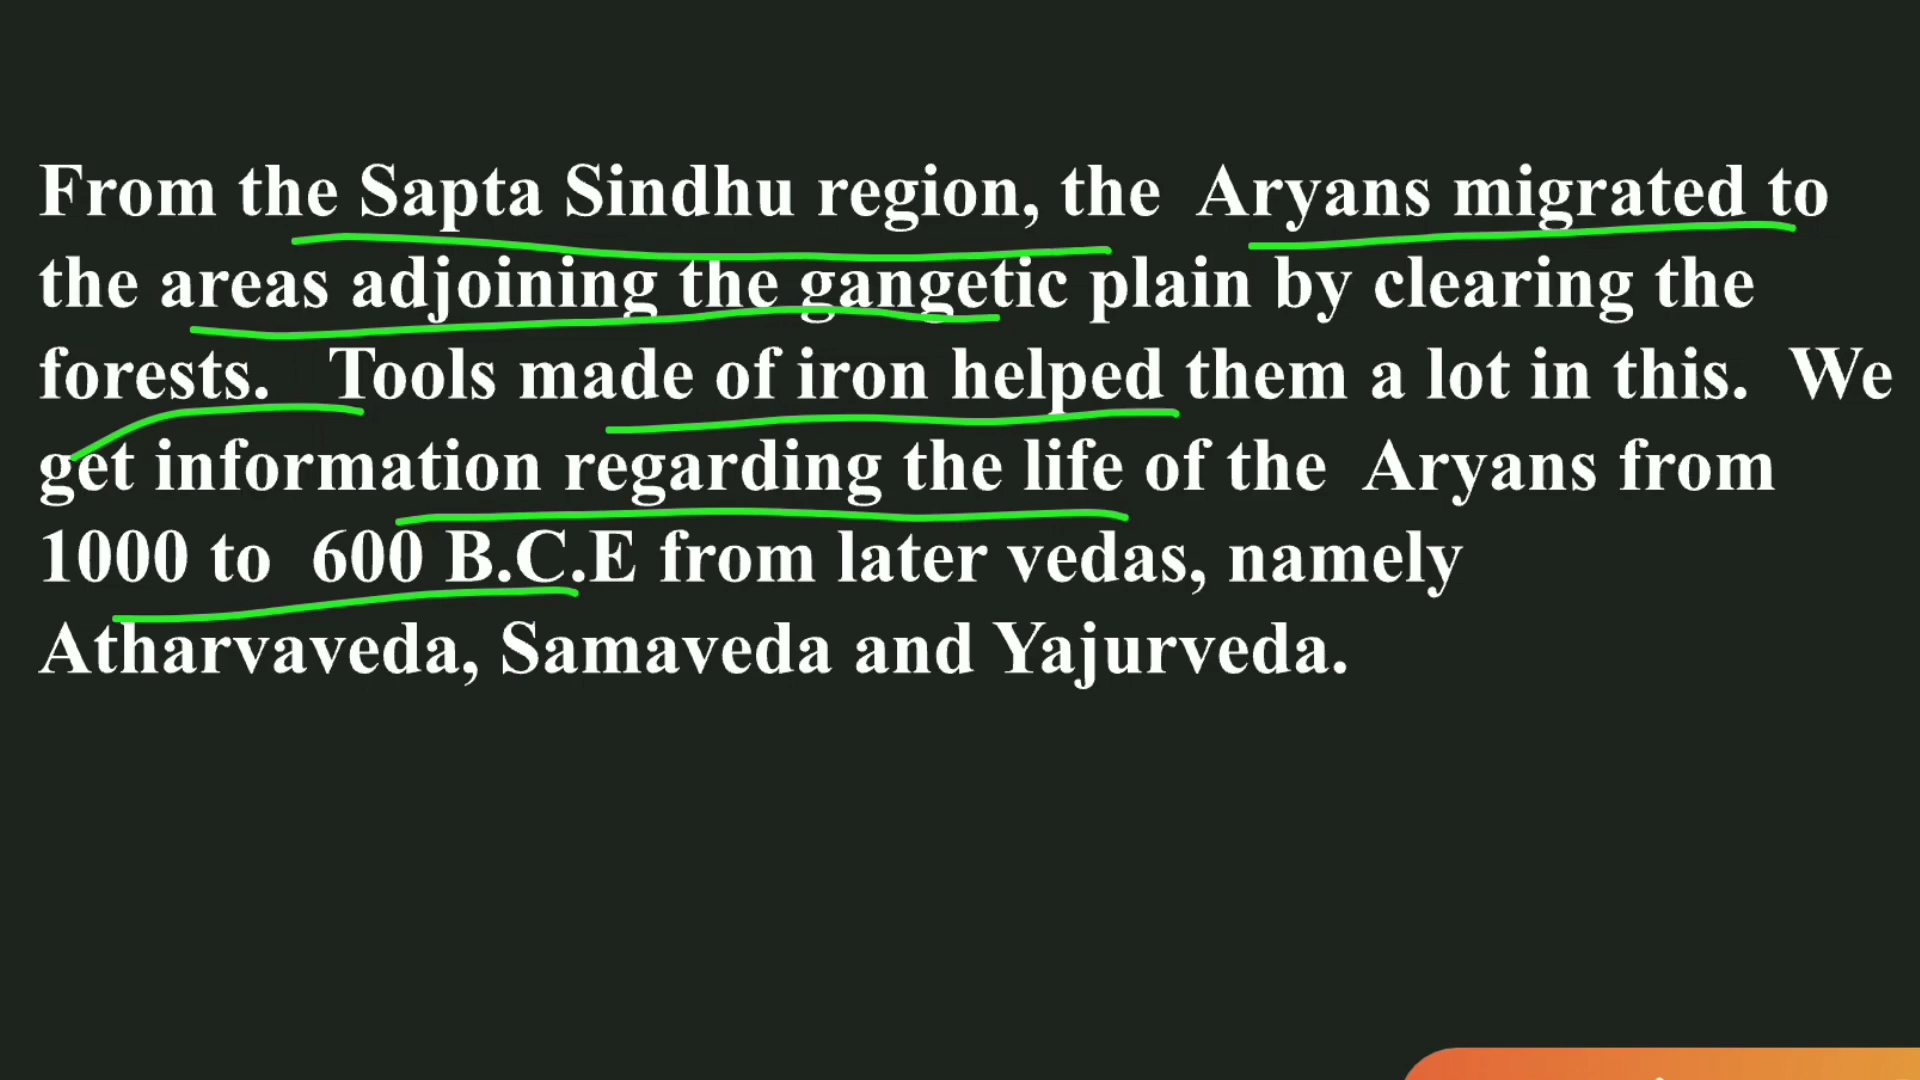 From the Sapta Sindhu region, the Aryans migrated to
the areas adjoining the gangetic plain by clearing the
forests. Tools made of iron helped them a lot in this. We
get information regarding the life of the Aryans from
1000 to 600 B.C.E from later vedas, namely
Atharvaveda, Samaveda and Yajurveda.